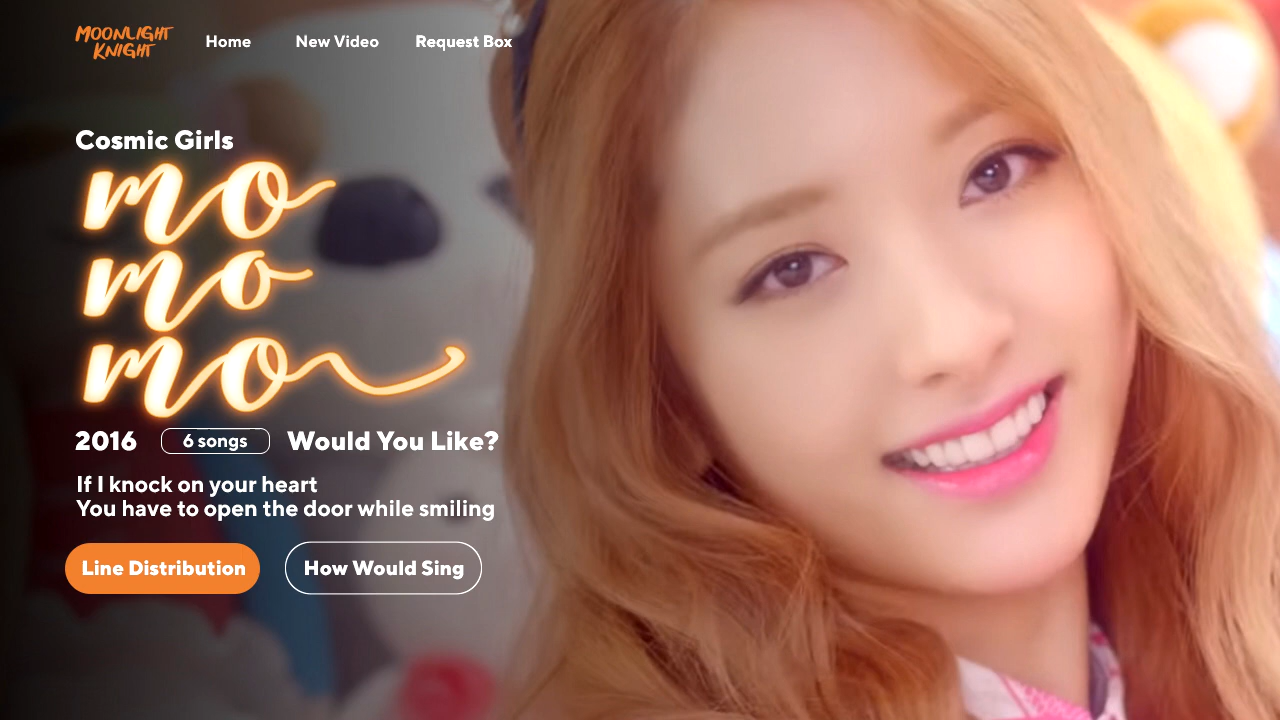 MOONLIGHT
KNIGHT
Home
New Video
Request Box
Cosmic Girls
mo
mo
mo
2016
6 songs
Would You Like?
If I knock on your heart
You have to open the door while smiling
Line Distribution
How Would Sing